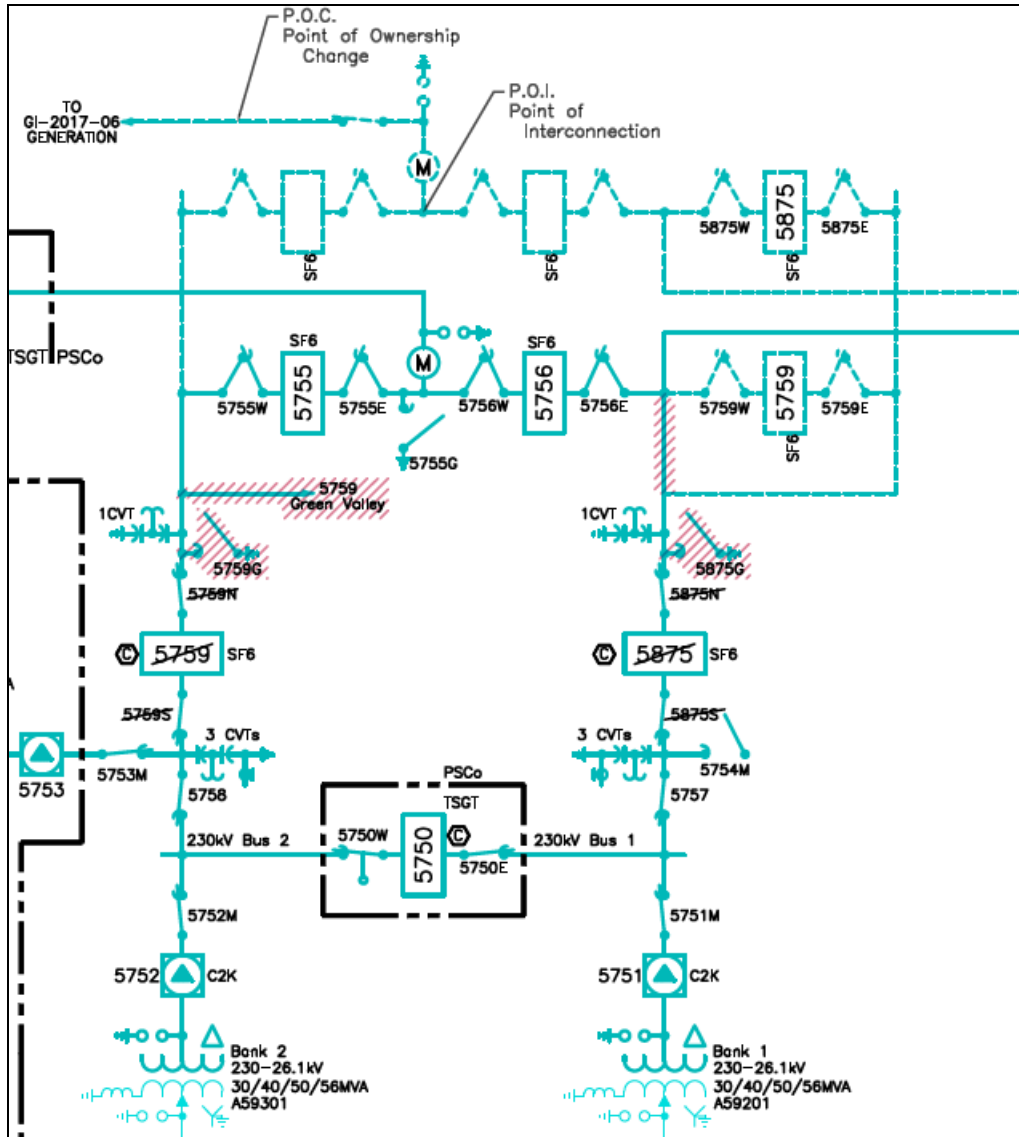 P.O.C.
Point of Ownership
Change
TO
GI-2017-06
GENERATION
P.O.I.
Point of
Interconnection
M
SF6
SF6
5875W
5875
5875E
SF6
TSGT PSCo
SF6
M
SF6
5755W
5755
5755E
5756W
5756
5756E
5759W
5759
5759E
SF6
5755G
5759
Green Valley
1CVT
5759G
5759N
1CVT
5875G
5875N
C
5759
SF6
C
5875
SF6
5759S
5875S
3 CVTs
3 CVTs
5753
5753M
5758
5757
5754M
PSCo
TSGT
230kV Bus 2
5750W
5750
C
5750E
230kV Bus 1
5752M
5751M
5752
C2K
5751
C2K
Bank 2
230-26.1kV
30/40/50/56MVA
A59301
Bank 1
230-26.1kV
30/40/50/56MVA
A59201